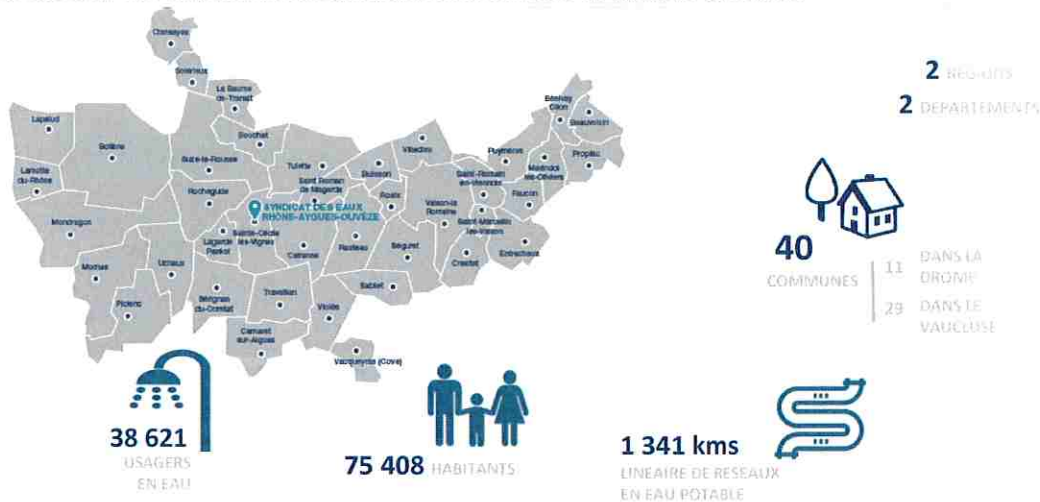 Chamaret
Solérieux
La Baume
de-Transit
Bouchet
Lapalud
Bollène
Suze-la-Rousse
Tulette
Lamotte
du-Rhône
Rochegude
Saint Roman
de Malegarde
Buisson
Villedieu
Puyméras
Bénivay
Ollon
Beauvoisin
Propiac
Mérindol
les-Oliviers
Saint-Romain
en-Viennois
Faucon
Roaix
Vaison-la
Romaine
Saint-Marcellin
les-Vaison
Entrechaux
Mondragon
SYNDICAT DES EAUX
RHÔNE-AYGUES-OUVÈZE
Sainte-Cécile
les-Vignes
Lagarde
Paréol
Cairanne
Rasteau
Séguret
Crestet
Mornas
Uchaux
Piolenc
Sérignan
du-Comtat
Travaillan
Violès
Sablet
Camaret
sur-Aigues
Vacqueyras (Cove)
2 RÉGIONS
2 DÉPARTEMENTS
40
COMMUNES
11 DANS LA
DROME
29 DANS LE
VAUCLUSE
38 621
USAGERS
EN EAU
75 408 HABITANTS
1 341 kms
LINEAIRE DE RESEAUX
EN EAU POTABLE